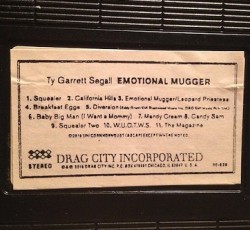 Ty Garrett Segall EMOTIONAL MUGGER
1. Squealer 2. California Hills 3. Emotional Mugger/Leopard Priestess
4. Breakfast Eggs 5. Diversion
6. Baby Big Man (I Want a Mommy) 7. Mandy Cream 8. Candy Sam
9. Squealer Two 10. W.U.O.T.W.S. 11. The Magazine
DRAG CITY INCORPORATED
STEREO